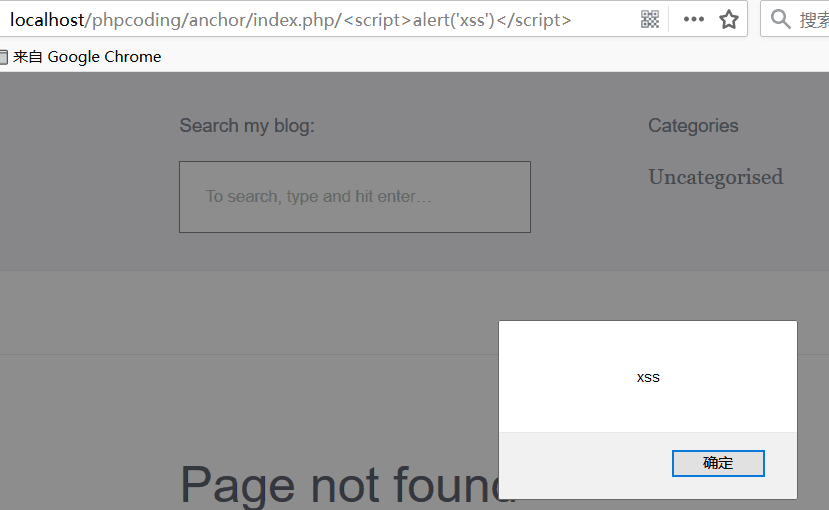 localhost/phpcoding/anchor/index.php/<script>alert('xss')</script>
搜索
来自 Google Chrome
Search my blog:
Categories
To search, type and hit enter…
Uncategorised
xss
确定
Page not found